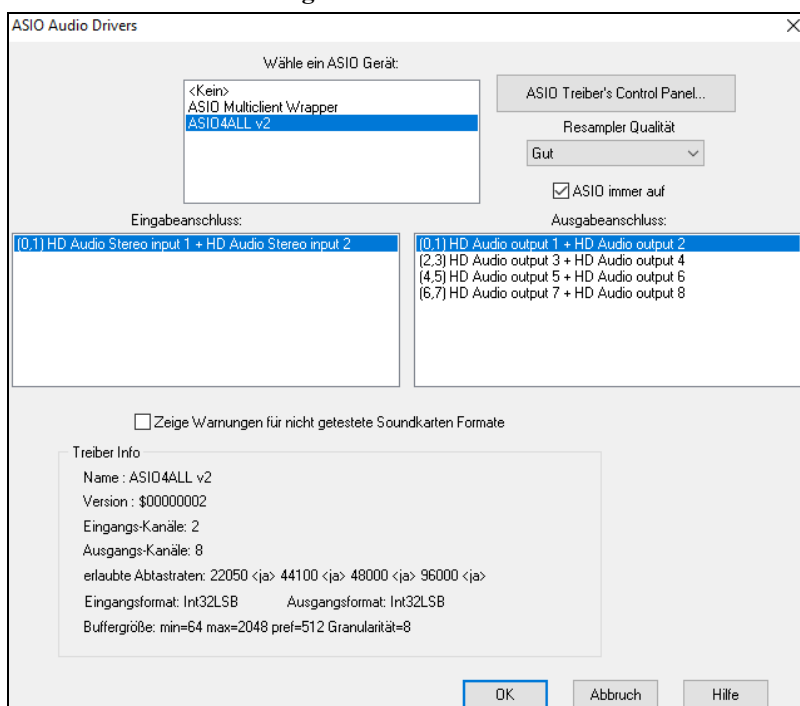 ASIO Audio Drivers
Wähle ein ASIO Gerät:
<Kein>
ASIO Multiclient Wrapper
ASIO4ALL v2
ASIO Treiber's Control Panel...
Resampler Qualität
Gut
ASIO immer auf
Eingabeanschluss:
(0,1) HD Audio Stereo input 1 + HD Audio Stereo input 2
Ausgabeanschluss:
(0,1) HD Audio output 1 + HD Audio output 2
(2,3) HD Audio output 3 + HD Audio output 4
(4,5) HD Audio output 5 + HD Audio output 6
(6,7) HD Audio output 7 + HD Audio output 8
Zeige Warnungen für nicht getestete Soundkarten Formate
Treiber Info
Name : ASIO4ALL v2
Version : $00000002
Eingangs-Kanäle: 2
Ausgangs-Kanäle: 8
erlaubte Abtastraten: 22050 <ja> 44100 <ja> 48000 <ja> 96000 <ja>
Eingangsformat: Int32LSB Ausgangsformat: Int32LSB
Buffergröße: min=64 max=2048 pref=512 Granularität=8
OK
Abbruch
Hilfe